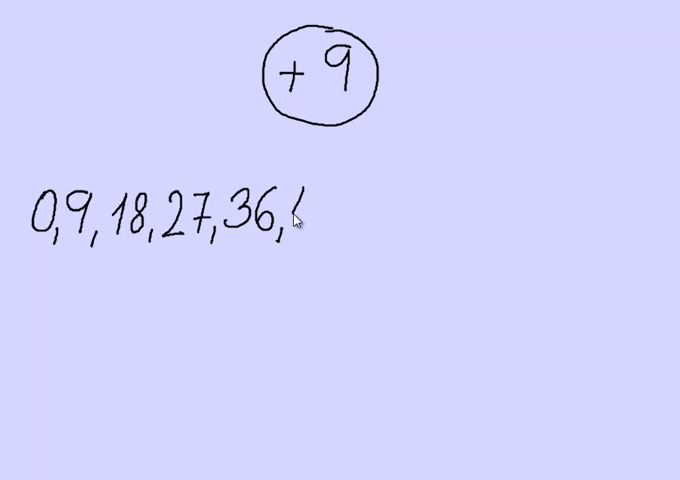 + 9
0, 9, 18, 27, 36,